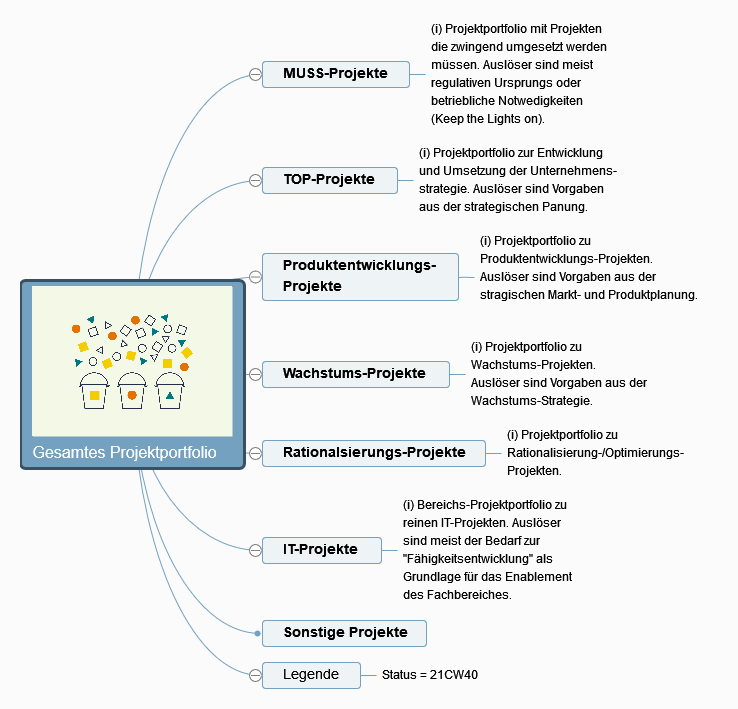 (i) Projektportfolio mit Projekten
die zwingend umgesetzt werden
müssen. Auslöser sind meist
regulativen Ursprungs oder
betriebliche Notwedigkeiten
(Keep the Lights on).
MUSS-Projekte
(i) Projektportfolio zur Entwicklung
und Umsetzung der Unternehmens-
strategie. Auslöser sind Vorgaben
aus der strategischen Panung.
TOP-Projekte
(i) Projektportfolio zu
Produktentwicklungs-Projekten.
Auslöser sind Vorgaben aus der
stragischen Markt- und Produktplanung.
Produktentwicklungs-
Projekte
(i) Projektportfolio zu
Wachstums-Projekten.
Auslöser sind Vorgaben aus der
Wachstums-Strategie.
Wachstums-Projekte
Gesamtes Projektportfolio
(i) Projektportfolio zu
Rationalisierung-/Optimierungs-
Projekten.
Rationalsierungs-Projekte
(i) Bereichs-Projektportfolio zu
reinen IT-Projekten. Auslöser
sind meist der Bedarf zur
"Fähigkeitsentwicklung" als
Grundlage für das Enablement
des Fachbereiches.
IT-Projekte
Sonstige Projekte
Legende
Status = 21CW40